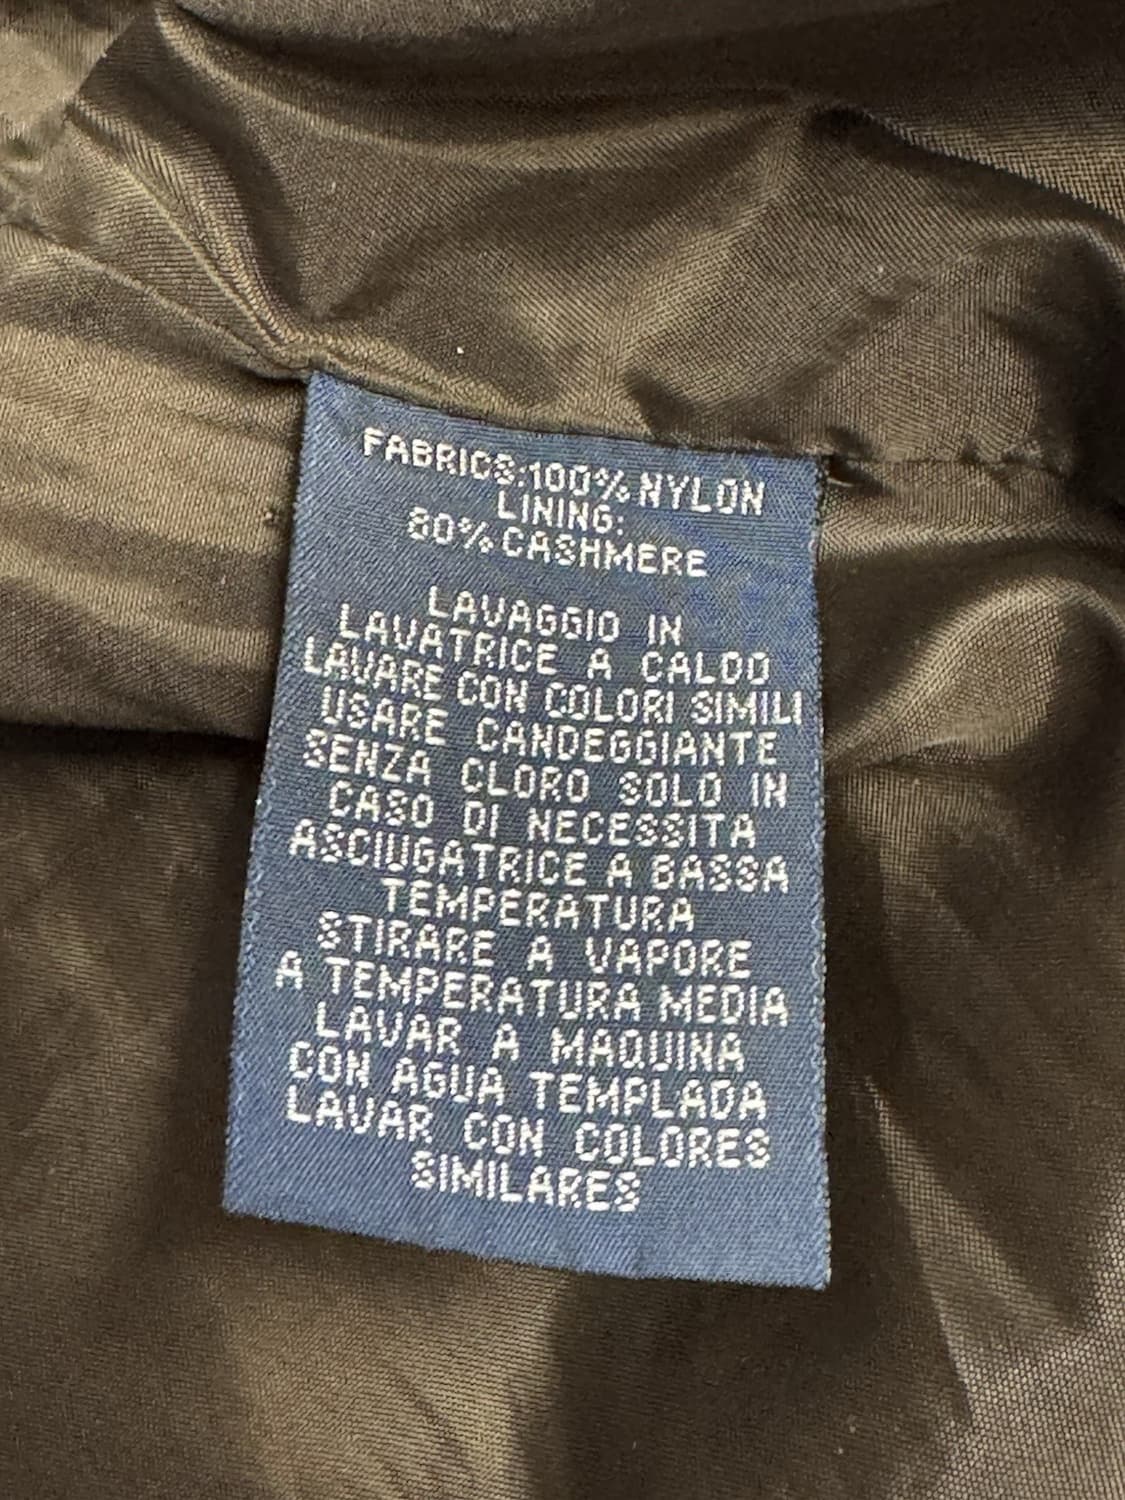 FABRICS:100%NYLON
LINING:
80%CASHMERE
LAVAGGIO IN
LAVATRICE A CALDO
LAVARE CON COLORI SIMILI
USARE CANDEGGIANTE
SENZA CLORO SOLO IN
CASO DI NECESSITA
ASCIUGATRICE A BASSA
TEMPERATURA
STIRARE A VAPORE
A TEMPERATURA MEDIA
LAVAR A MAQUINA
CON AGUA TEMPLADA
LAVAR CON COLORES
SIMILARES